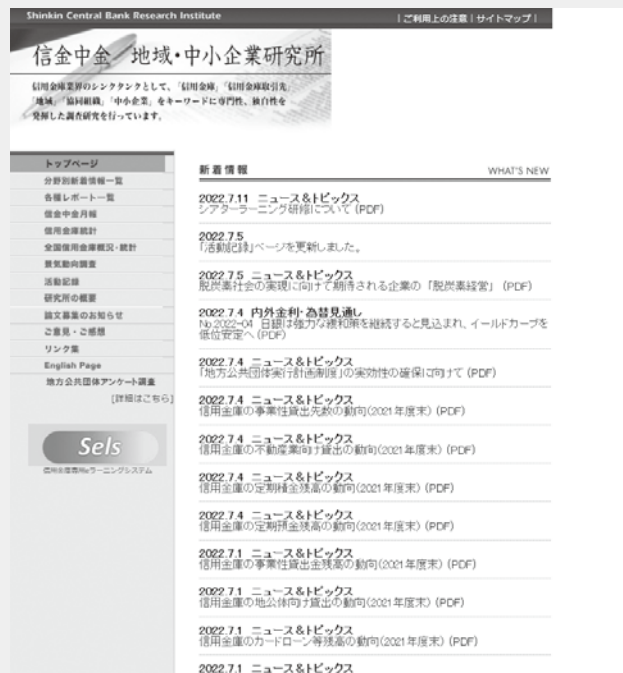 Shinkin Central Bank Research Institute
|ご利用上の注意|サイトマップ|
信金中金 地域・中小企業研究所
信用金庫業界のシンクタンクとして、「信用金庫」「信用金庫取引先」
「地域」「協同組織」「中小企業」をキーワードに専門性、独自性を
発揮した調査研究を行っています。
トップページ
分野別新着情報一覧
各種レポート一覧
信金中金月報
信用金庫統計
全国信用金庫概況・統計
景気動向調査
活動記録
研究所の概要
論文募集のお知らせ
ご意見・ご感想
リンク集
English Page
地方公共団体アンケート調査
[詳細はこちら]
Sels
信用金庫専用eラーニングシステム
新着情報
WHAT'S NEW
2022.7.11 ニュース&トピックス
シアターラーニング研修について (PDF)
2022.7.5
「活動記録」ページを更新しました。
2022.7.5 ニュース&トピックス
脱炭素社会の実現に向けて期待される企業の「脱炭素経営」 (PDF)
2022.7.4 内外金利・為替見通し
No.2022-04 日銀は強力な緩和策を継続すると見込まれ、イールドカーブを
低位安定へ (PDF)
2022.7.4 ニュース&トピックス
「地方公共団体実行計画制度」の実効性の確保に向けて (PDF)
2022.7.4 ニュース&トピックス
信用金庫の事業性貸出先数の動向(2021年度末) (PDF)
2022.7.4 ニュース&トピックス
信用金庫の不動産業向け貸出の動向(2021年度末) (PDF)
2022.7.4 ニュース&トピックス
信用金庫の定期積金残高の動向(2021年度末) (PDF)
2022.7.4 ニュース&トピックス
信用金庫の定期預金残高の動向(2021年度末) (PDF)
2022.7.1 ニュース&トピックス
信用金庫の事業性貸出金残高の動向(2021年度末) (PDF)
2022.7.1 ニュース&トピックス
信用金庫の地公体向け貸出の動向(2021年度末) (PDF)
2022.7.1 ニュース&トピックス
信用金庫のカードローン等残高の動向(2021年度末) (PDF)
2022.7.1 ニュース&トピックス